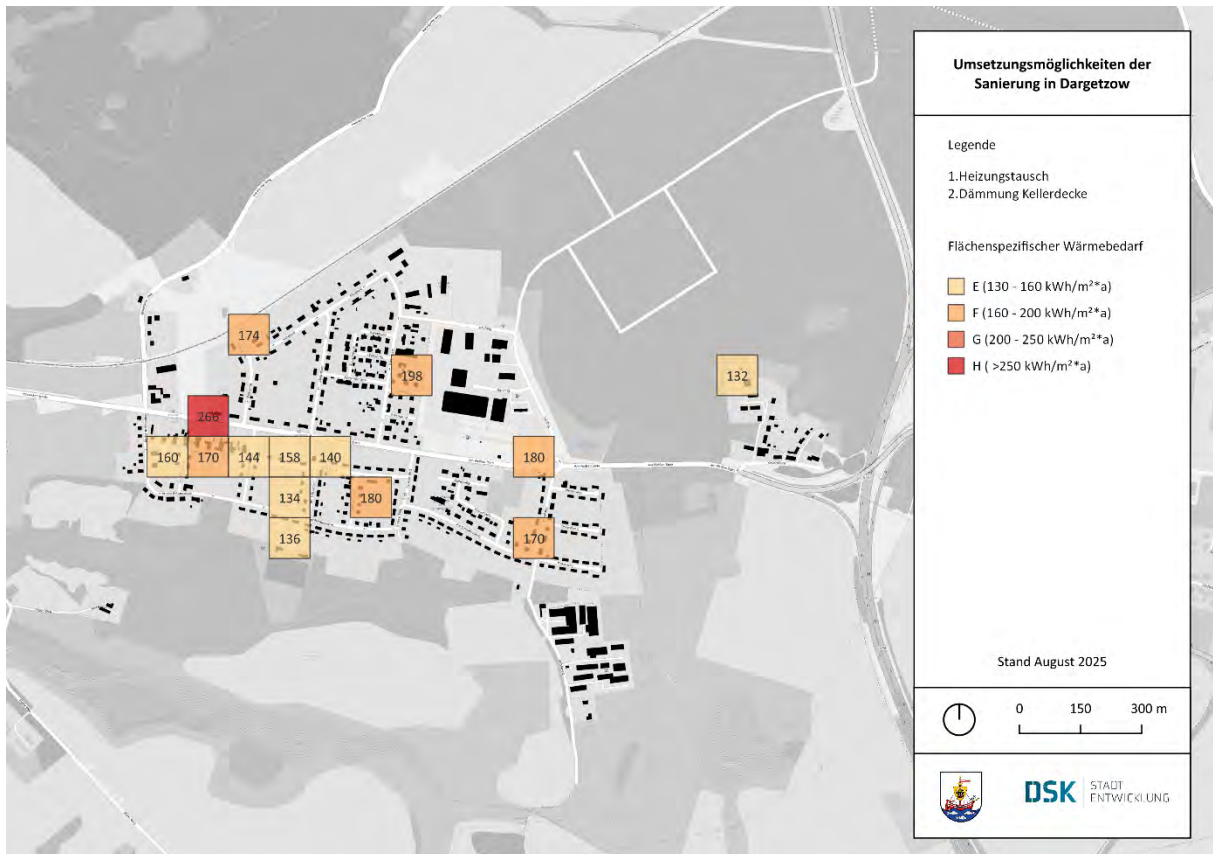 Umsetzungsmöglichkeiten der
Sanierung in Dargetzow
Legende
1.Heizungstausch
2.Dämmung Kellerdecke
Flächenspezifischer Wärmebedarf
E (130 - 160 kWh/m²*a)
F (160 - 200 kWh/m²*a)
G (200 - 250 kWh/m²*a)
H ( >250 kWh/m²*a)
174
198
132
266
160
170
144
158
140
180
134
180
136
170
Stand August 2025
0 150 300 m
DSK STADT
ENTWICKLUNG